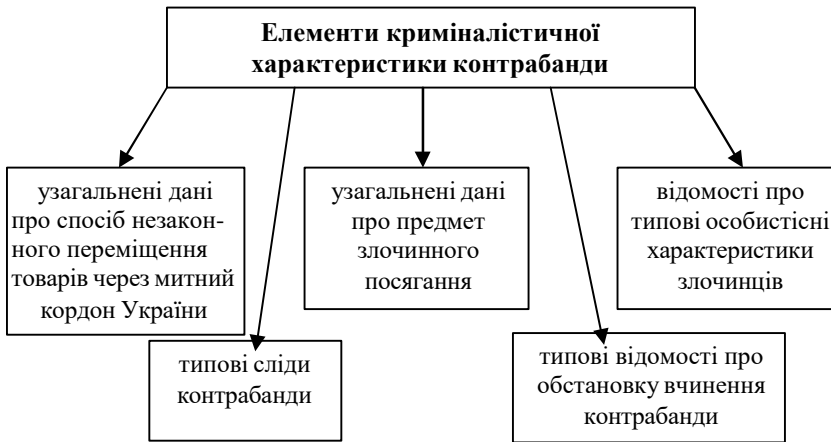 Елементи криміналістичної
характеристики контрабанди
узагальнені дані
про спосіб незакон-
ного переміщення
товарів через митний
кордон України
узагальнені дані
про предмет
злочинного
посягання
відомості про
типові особистісні
характеристики
злочинців
типові сліди
контрабанди
типові відомості про
обстановку вчинення
контрабанди